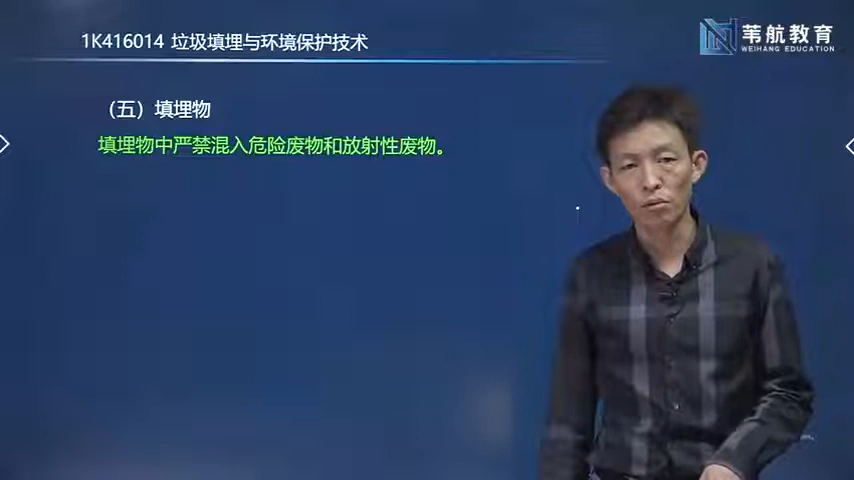 1K416014 垃圾填埋与环境保护技术
苇航教育
WEIHANG EDUCATION
（五）填埋物
填埋物中严禁混入危险废物和放射性废物。